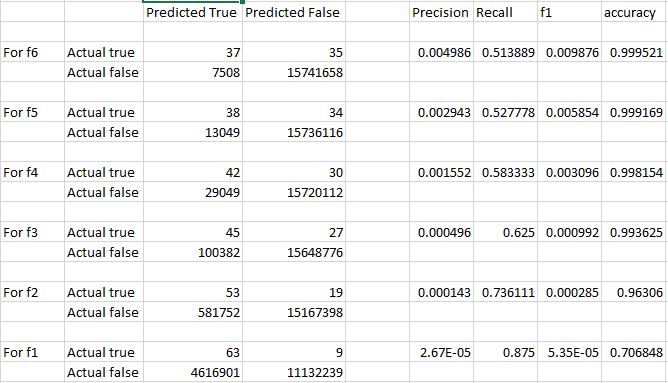 Predicted True Predicted False Precision Recall f1 accuracy
For f6 Actual true 37 35 0.004986 0.513889 0.009876 0.999521
Actual false 7508 15741658
For f5 Actual true 38 34 0.002943 0.527778 0.005854 0.999169
Actual false 13049 15736116
For f4 Actual true 42 30 0.001552 0.583333 0.003096 0.998154
Actual false 29049 15720112
For f3 Actual true 45 27 0.000496 0.625 0.000992 0.993625
Actual false 100382 15648776
For f2 Actual true 53 19 0.000143 0.736111 0.000285 0.96306
Actual false 581752 15167398
For f1 Actual true 63 9 2.67E-05 0.875 5.35E-05 0.706848
Actual false 4616901 11132239